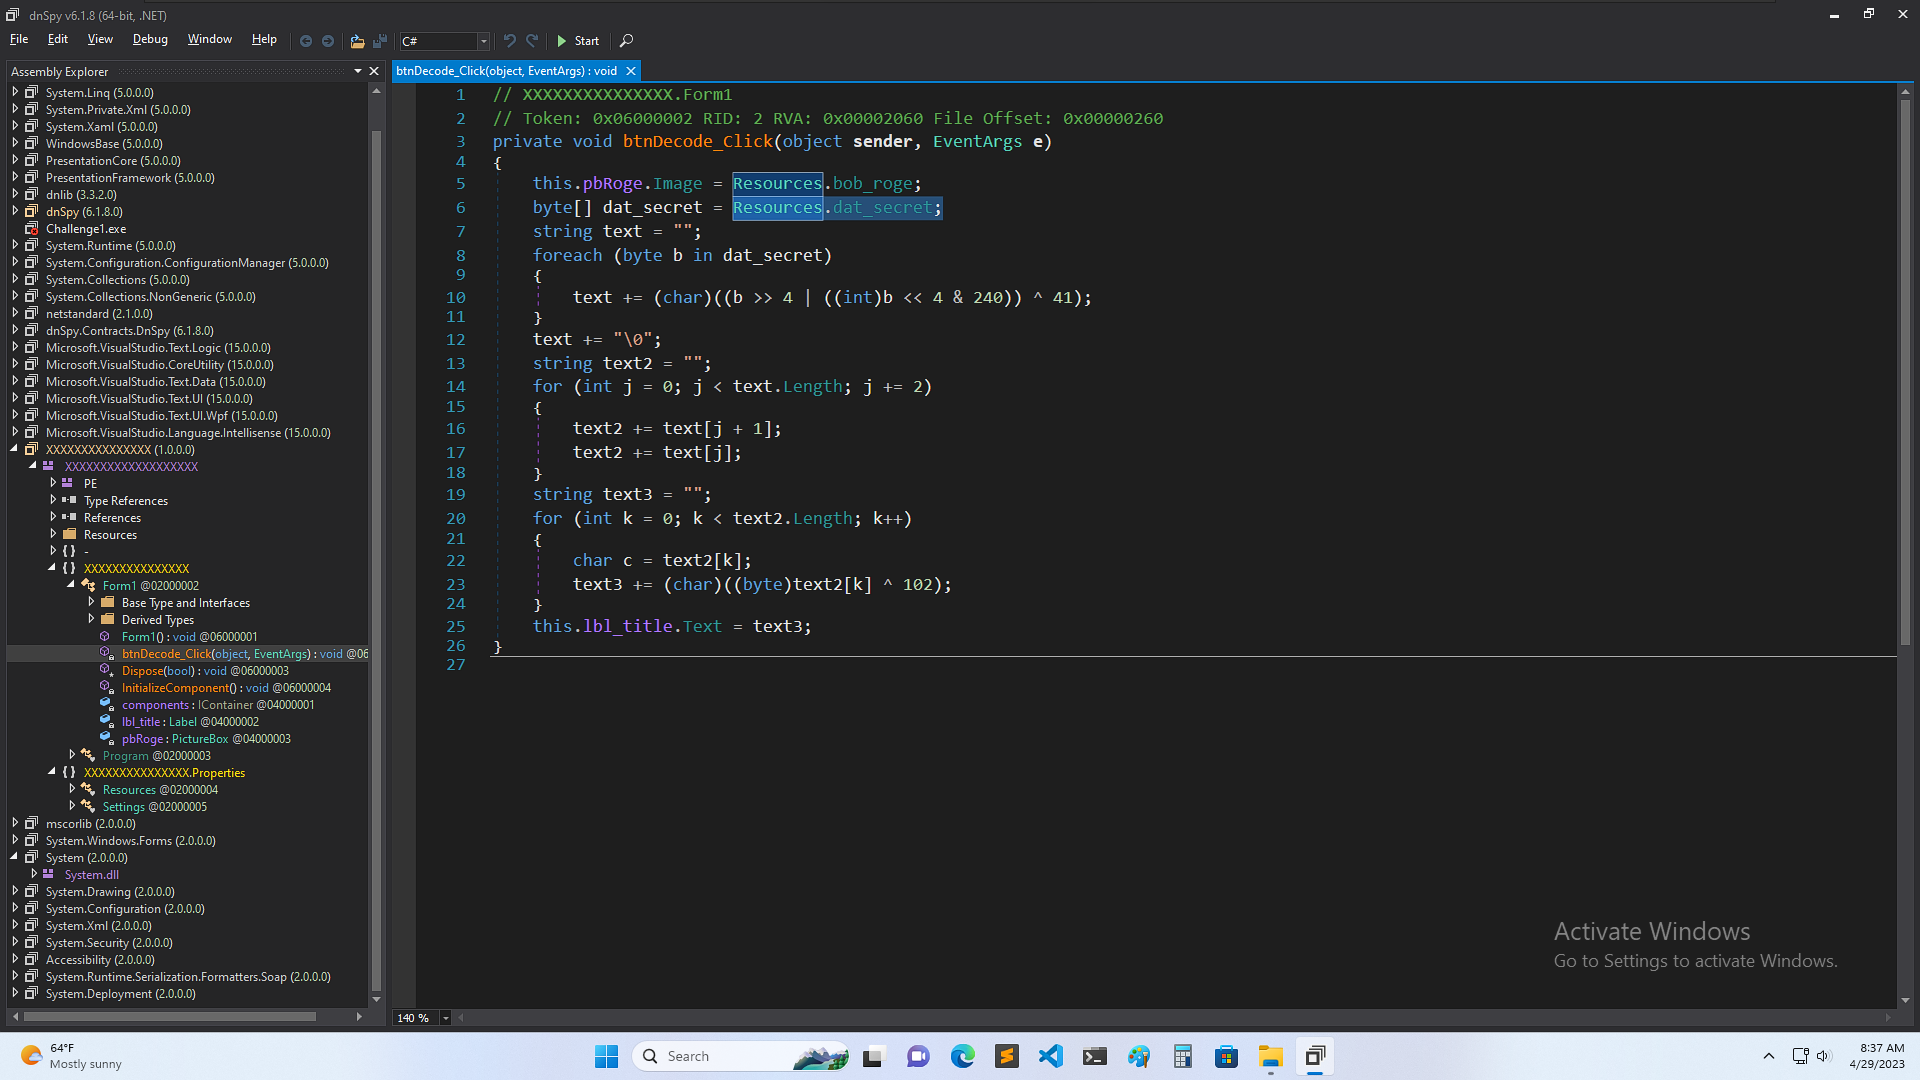 dnSpy v6.1.8 (64-bit, .NET)
File Edit View Debug Window Help C# Start
Assembly Explorer
btnDecode_Click(object, EventArgs) : void
System.Linq (5.0.0.0)
System.Private.Xml (5.0.0.0)
System.Xaml (5.0.0.0)
WindowsBase (5.0.0.0)
PresentationCore (5.0.0.0)
PresentationFramework (5.0.0.0)
dnlib (3.3.2.0)
dnSpy (6.1.8.0)
Challenge1.exe
System.Runtime (5.0.0.0)
System.Configuration.ConfigurationManager (5.0.0.0)
System.Collections (5.0.0.0)
System.Collections.NonGeneric (5.0.0.0)
netstandard (2.1.0.0)
dnSpy.Contracts.DnSpy (6.1.8.0)
Microsoft.VisualStudio.Text.Logic (15.0.0.0)
Microsoft.VisualStudio.CoreUtility (15.0.0.0)
Microsoft.VisualStudio.Text.Data (15.0.0.0)
Microsoft.VisualStudio.Text.UI (15.0.0.0)
Microsoft.VisualStudio.Text.UI.Wpf (15.0.0.0)
Microsoft.VisualStudio.Language.Intellisense (15.0.0.0)
XXXXXXXXXXXXXXX (1.0.0.0)
XXXXXXXXXXXXXXXXXXX
PE
Type References
References
Resources
{ } -
{ } XXXXXXXXXXXXXXX
Form1 @02000002
Base Type and Interfaces
Derived Types
Form1() : void @06000001
btnDecode_Click(object, EventArgs) : void @06
Dispose(bool) : void @06000003
InitializeComponent() : void @06000004
components : IContainer @04000001
lbl_title : Label @04000002
pbRoge : PictureBox @04000003
Program @02000003
{ } XXXXXXXXXXXXXXX.Properties
Resources @02000004
Settings @02000005
mscorlib (2.0.0.0)
System.Windows.Forms (2.0.0.0)
System (2.0.0.0)
System.dll
System.Drawing (2.0.0.0)
System.Configuration (2.0.0.0)
System.Xml (2.0.0.0)
System.Security (2.0.0.0)
Accessibility (2.0.0.0)
System.Runtime.Serialization.Formatters.Soap (2.0.0.0)
System.Deployment (2.0.0.0)
1 // XXXXXXXXXXXXXXX.Form1
2 // Token: 0x06000002 RID: 2 RVA: 0x00002060 File Offset: 0x00000260
3 private void btnDecode_Click(object sender, EventArgs e)
4 {
5 this.pbRoge.Image = Resources.bob_roge;
6 byte[] dat_secret = Resources.dat_secret;
7 string text = "";
8 foreach (byte b in dat_secret)
9 {
10 text += (char)((b >> 4 | ((int)b << 4 & 240)) ^ 41);
11 }
12 text += "\0";
13 string text2 = "";
14 for (int j = 0; j < text.Length; j += 2)
15 {
16 text2 += text[j + 1];
17 text2 += text[j];
18 }
19 string text3 = "";
20 for (int k = 0; k < text2.Length; k++)
21 {
22 char c = text2[k];
23 text3 += (char)((byte)text2[k] ^ 102);
24 }
25 this.lbl_title.Text = text3;
26 }
27
140 %
Activate Windows
Go to Settings to activate Windows.
64°F
Mostly sunny
Search
8:37 AM
4/29/2023